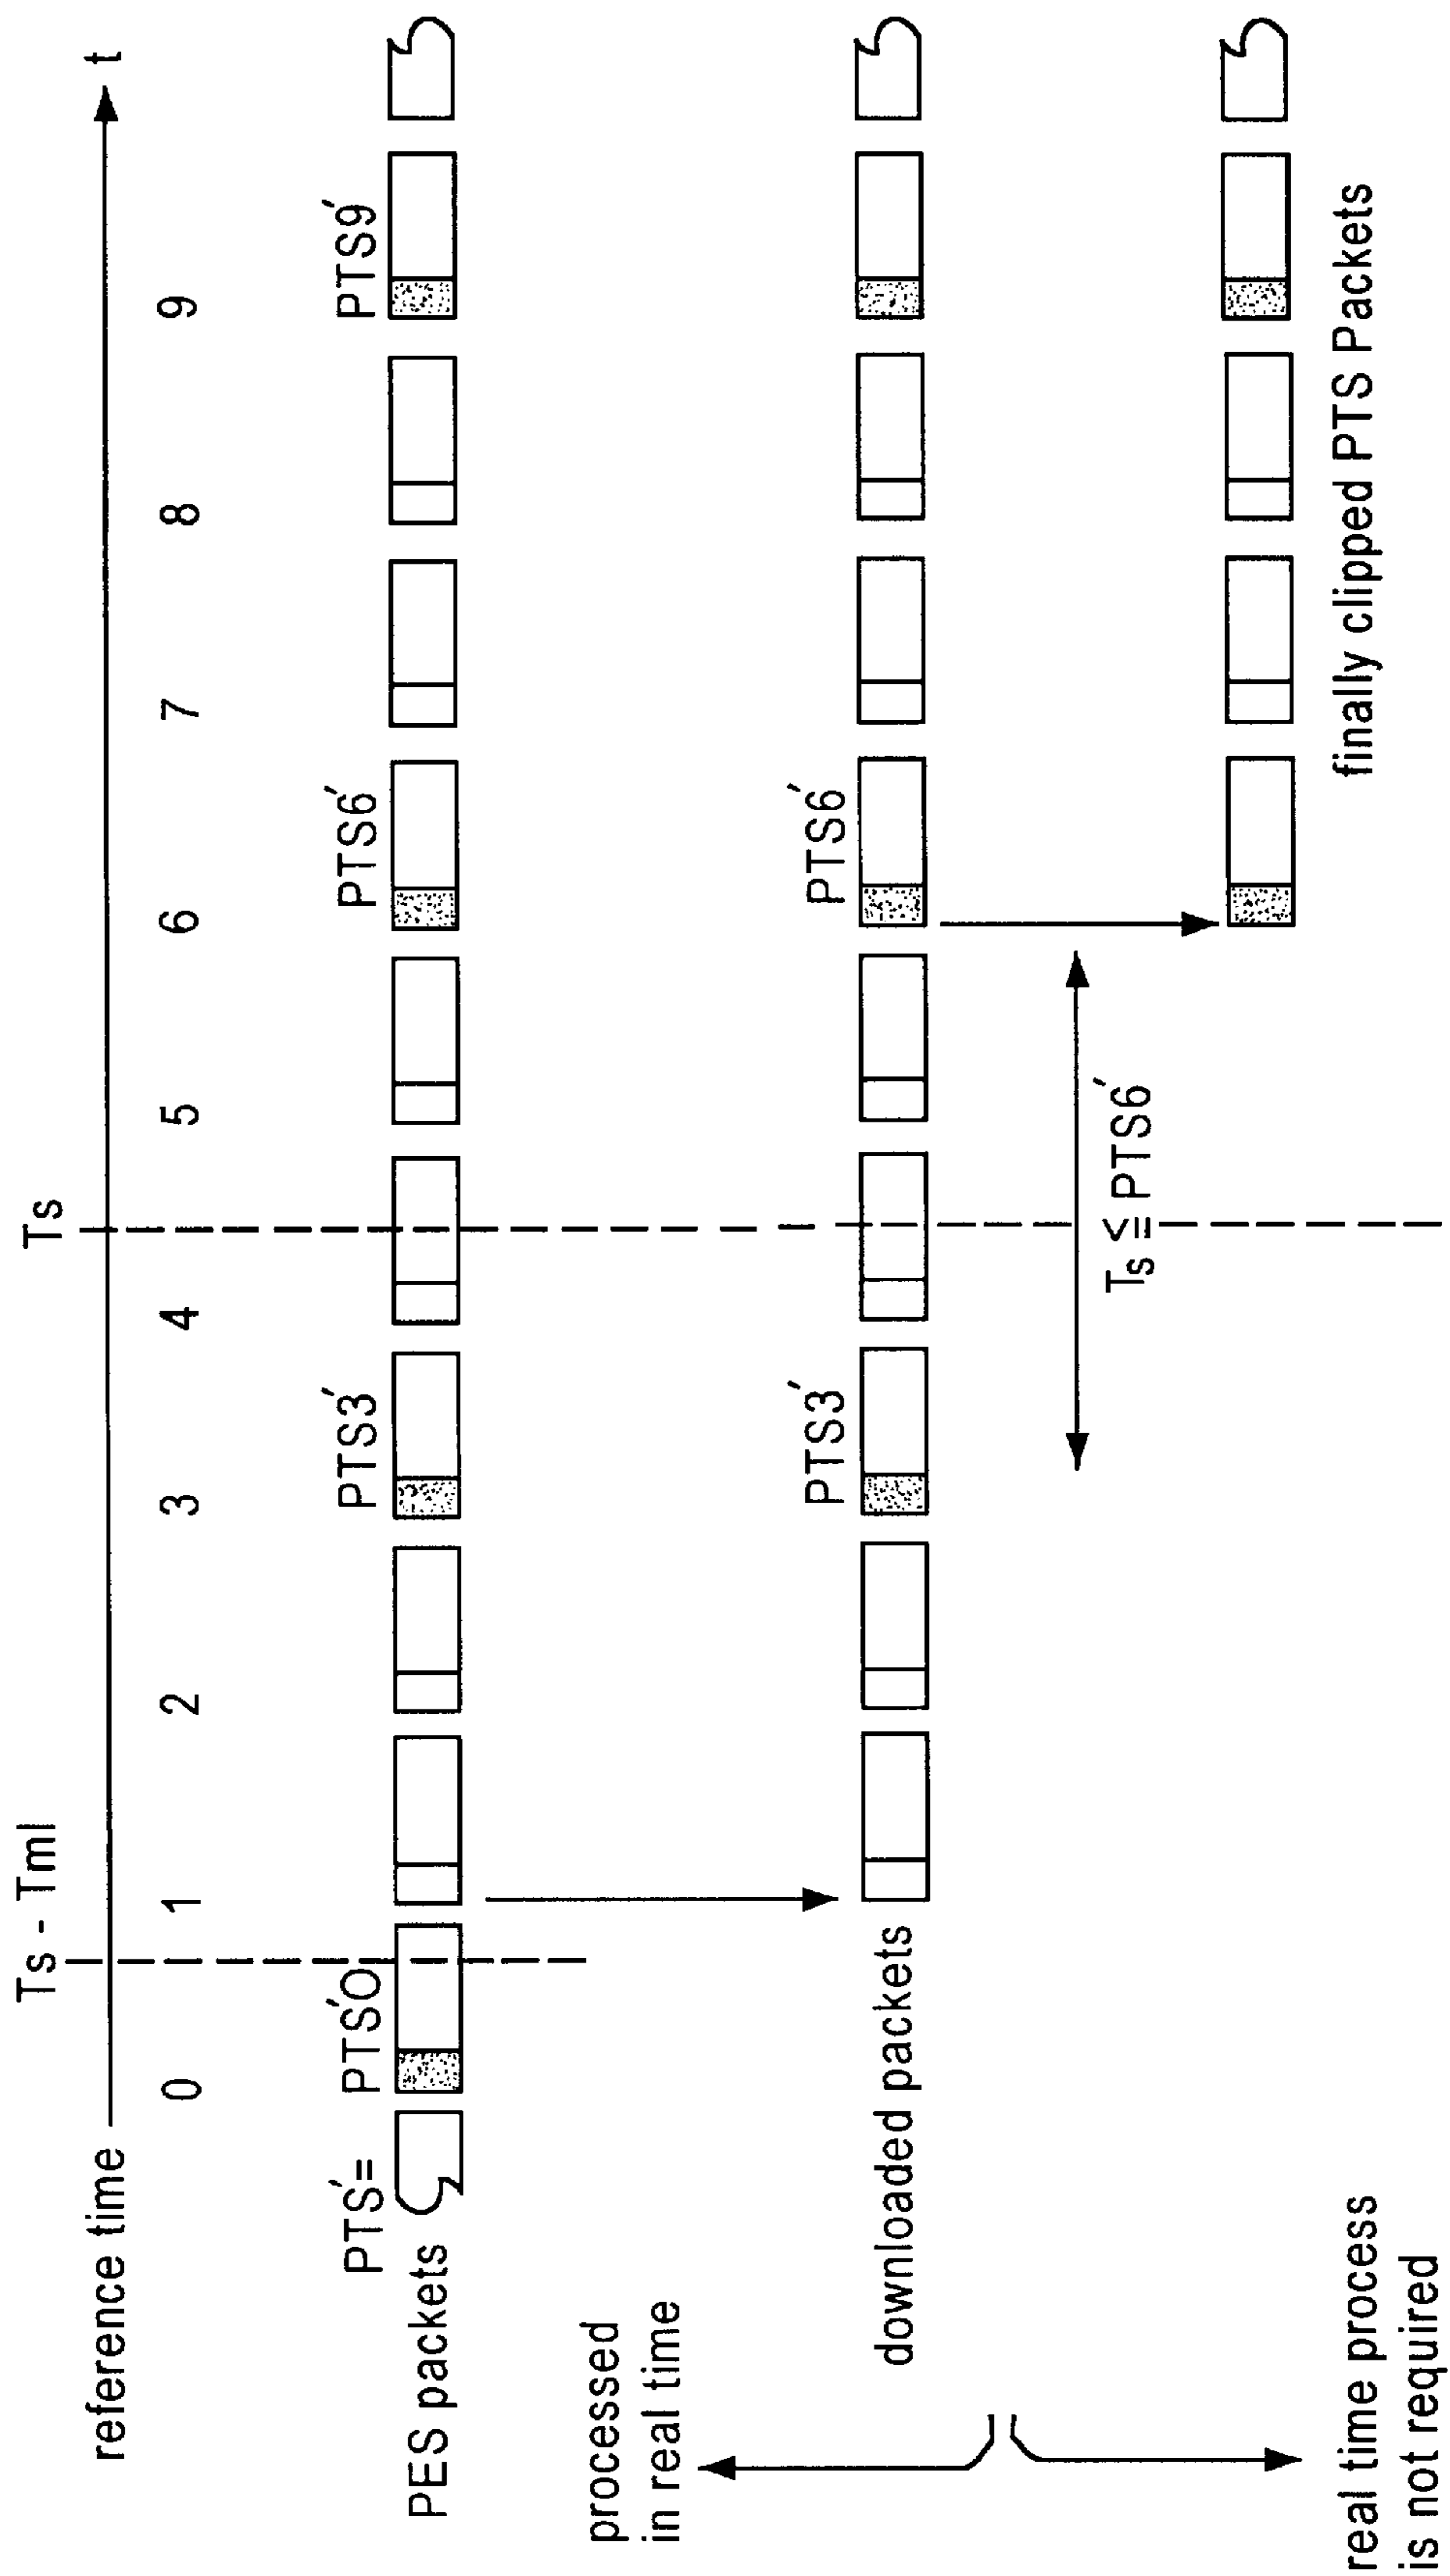 Ts - Tml
Ts
reference time
t
0 1 2 3 4 5 6 7 8 9
PTS'=
PTS'0
PTS3'
PTS6'
PTS9'
PES packets
processed
in real time
PTS3'
PTS6'
downloaded packets
Ts ≦ PTS6'
real time process
is not required
finally clipped PTS Packets